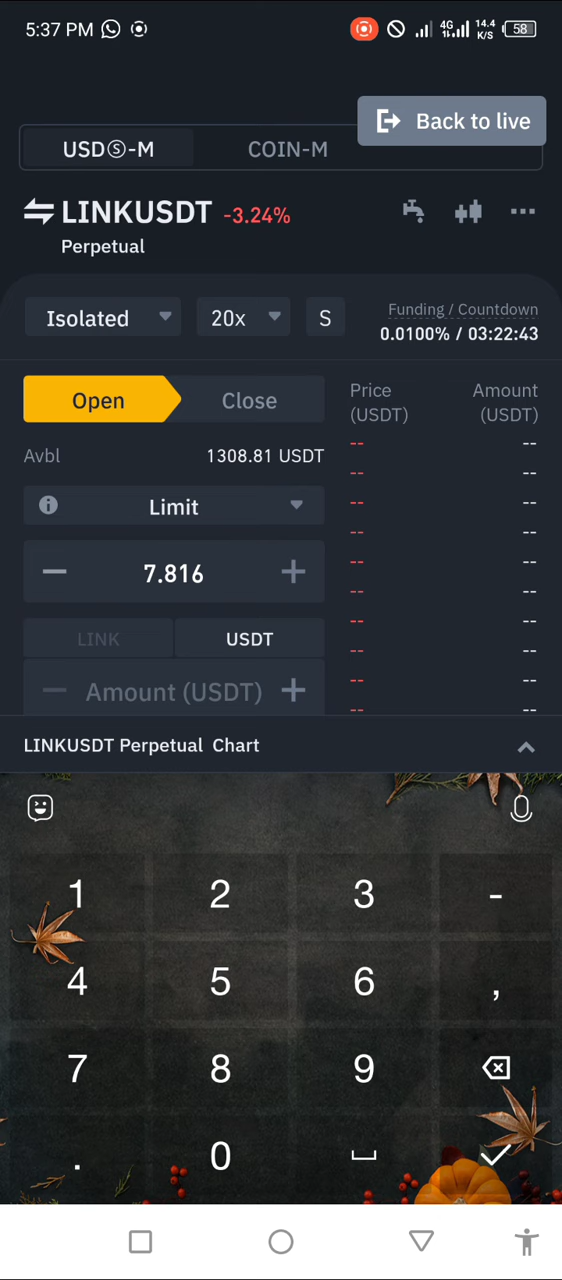 5:37 PM 4G 14.4 K/S 58
Back to live
USDⓈ-M COIN-M
LINKUSDT -3.24%
Perpetual
Isolated 20x S
Funding / Countdown
0.0100% / 03:22:43
Open Close
Price (USDT) Amount (USDT)
Avbl 1308.81 USDT
-- --
-- --
Limit
-- --
-- --
— 7.816 +
-- --
-- --
LINK USDT
-- --
-- --
— Amount (USDT) +
-- --
-- --
LINKUSDT Perpetual Chart
1 2 3 -
4 5 6 ,
7 8 9
. 0